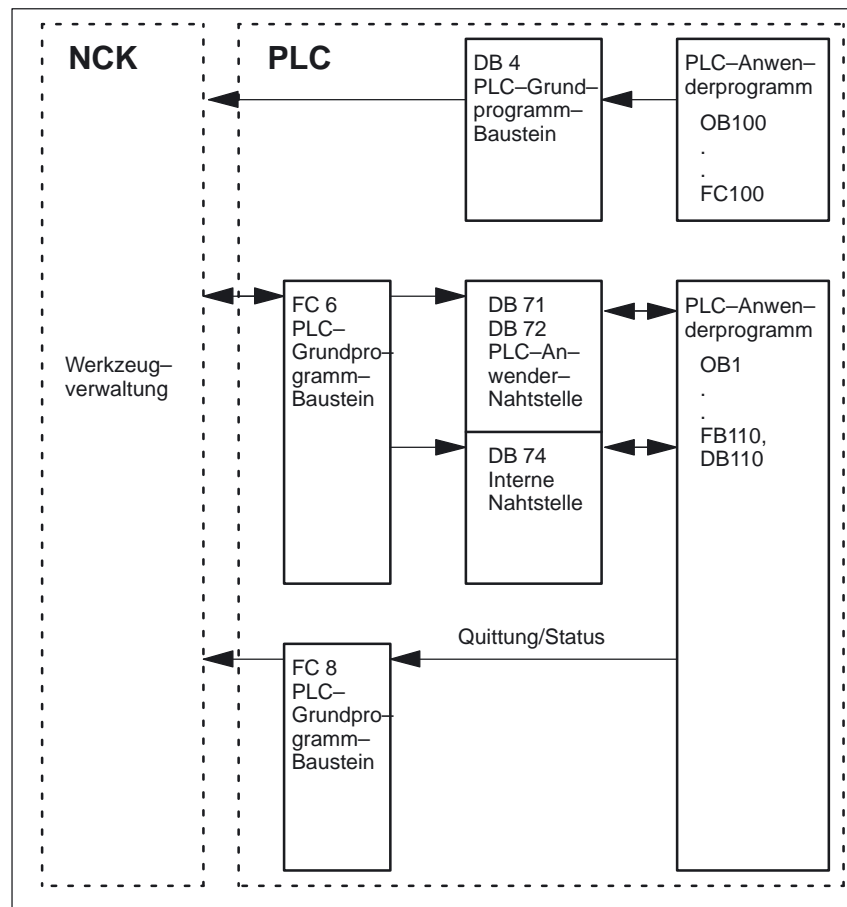 NCK
PLC
DB 4
PLC–Grund–
programm–
Baustein
PLC–Anwen–
derprogramm
OB100
.
.
FC100
Werkzeug–
verwaltung
FC 6
PLC–
Grundpro–
gramm–
Baustein
DB 71
DB 72
PLC–An–
wender–
Nahtstelle
DB 74
Interne
Nahtstelle
PLC–Anwen–
derprogramm
OB1
.
.
FB110,
DB110
Quittung/Status
FC 8
PLC–
Grundpro–
gramm–
Baustein